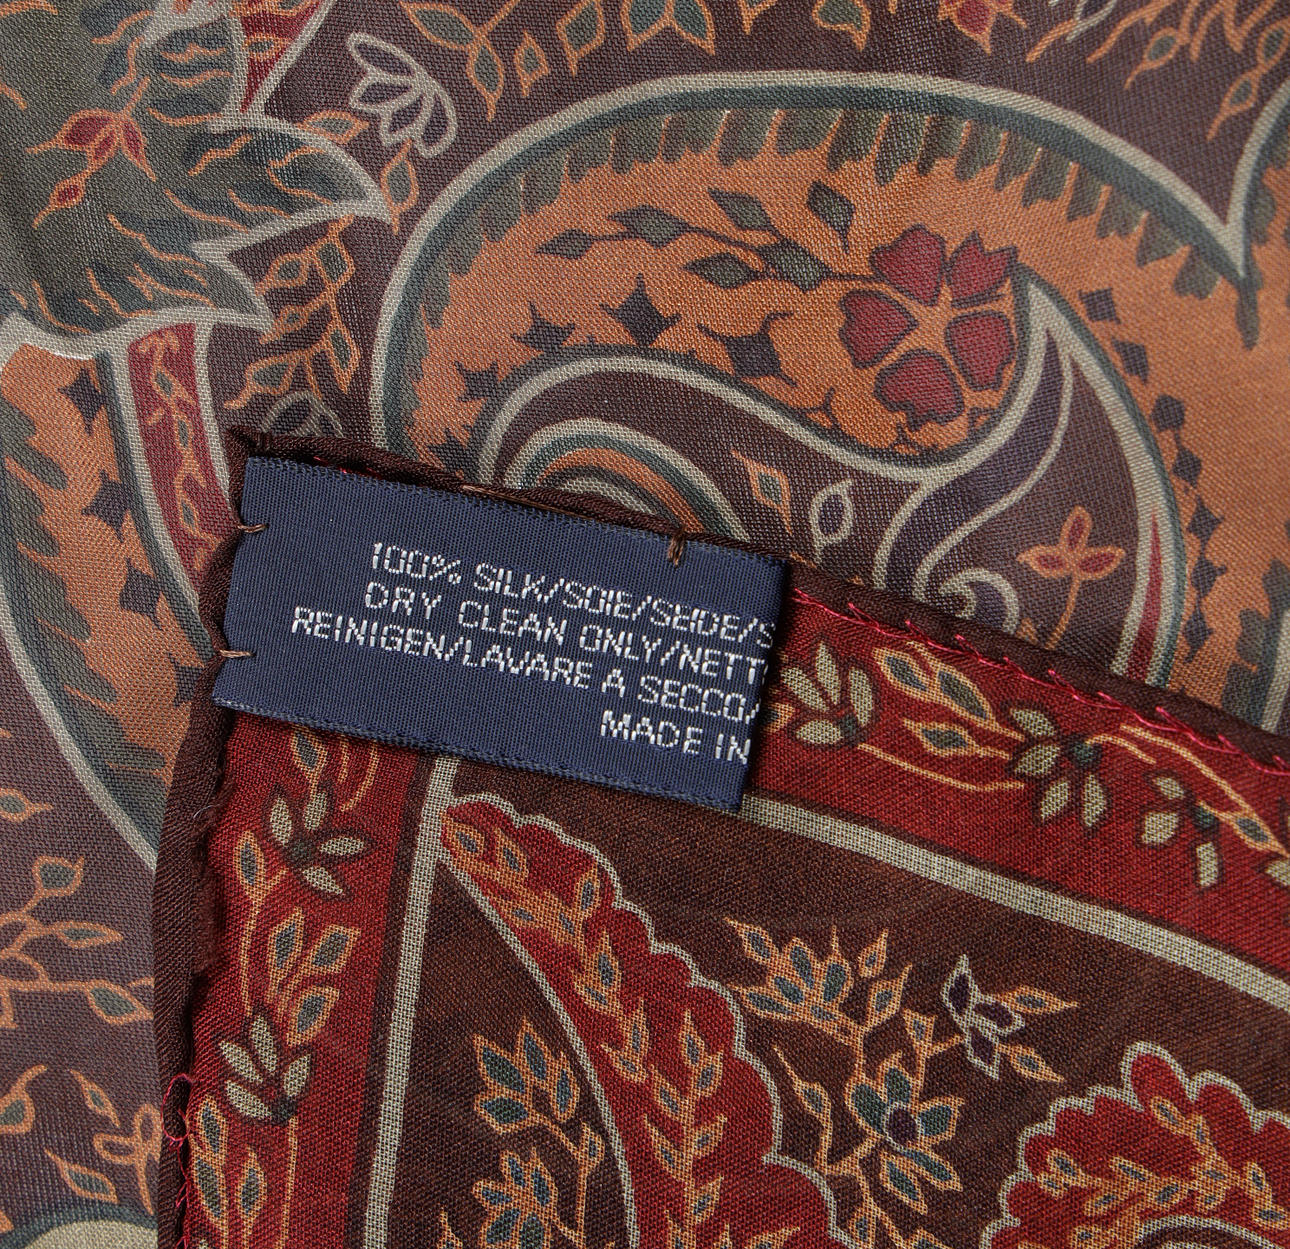 100% SILK/SOIE/SEIDE/S
DRY CLEAN ONLY/NETT
REINIGEN/LAVARE A SECCO/
MADE IN